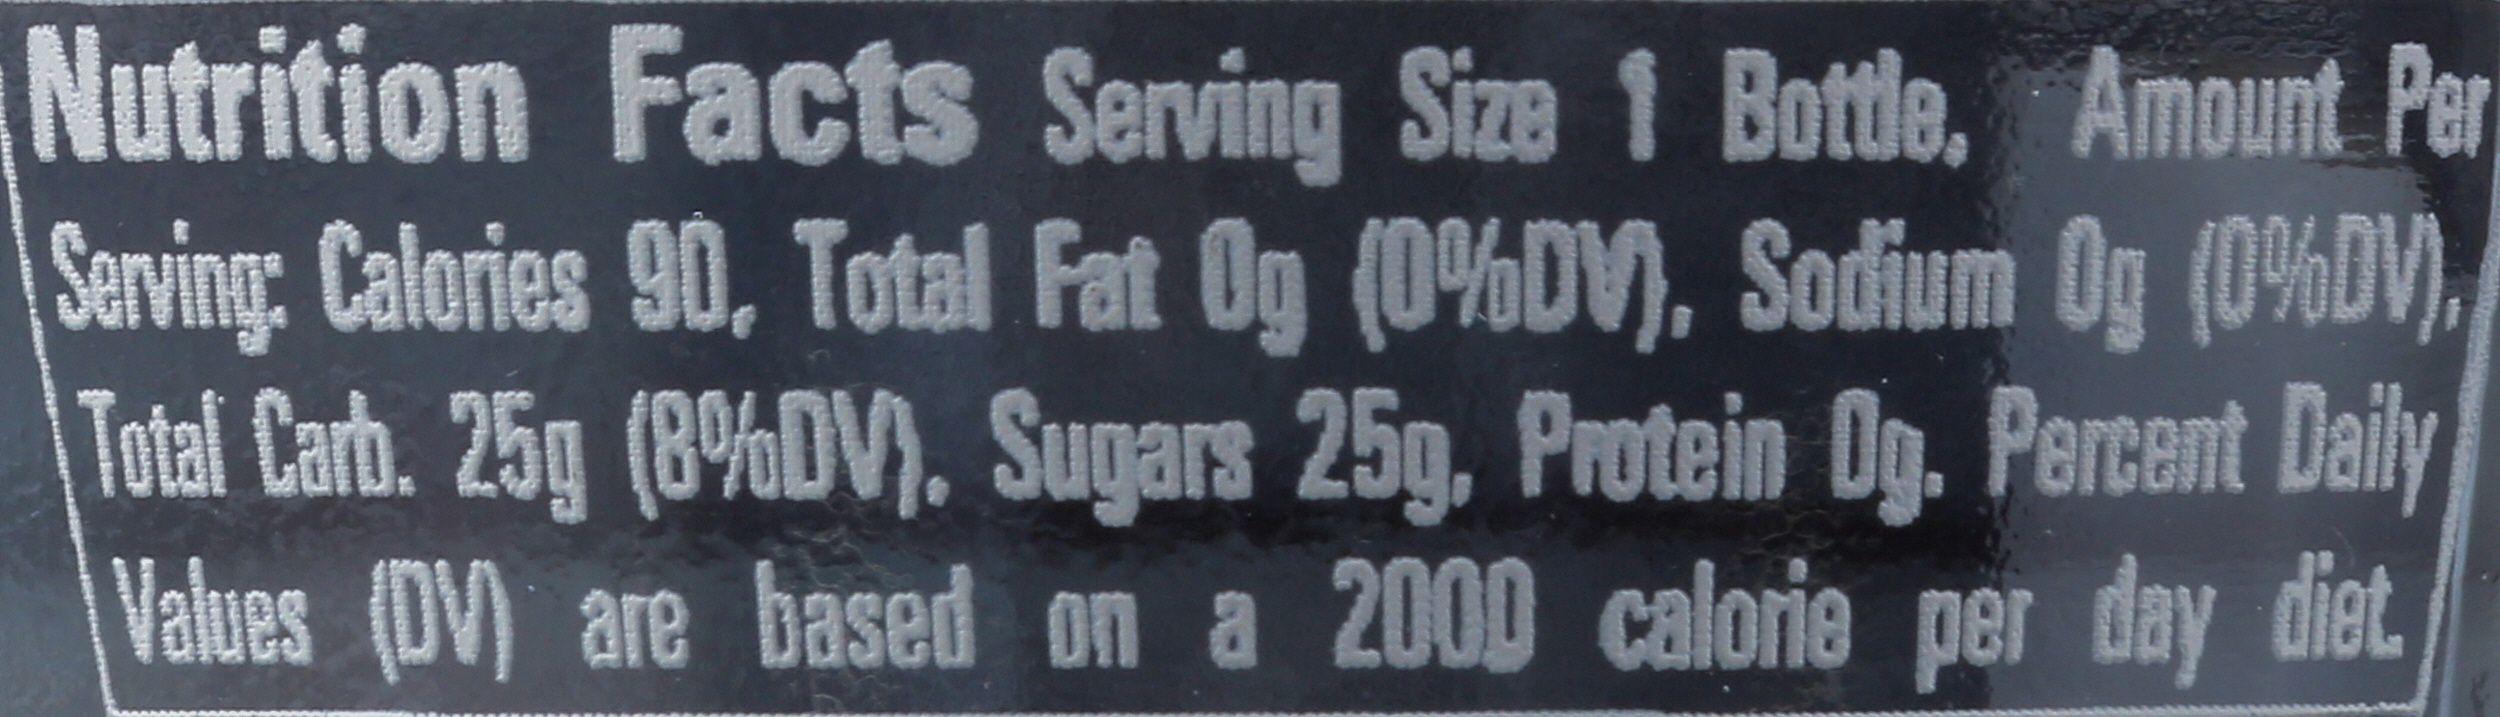 Nutrition Facts Serving Size 1 Bottle, Amount Per
Serving: Calories 90, Total Fat 0g (0%DV), Sodium 0g (0%DV),
Total Carb. 25g (8%DV), Sugars 25g, Protein 0g. Percent Daily
Values (DV) are based on a 2000 calorie per day diet.